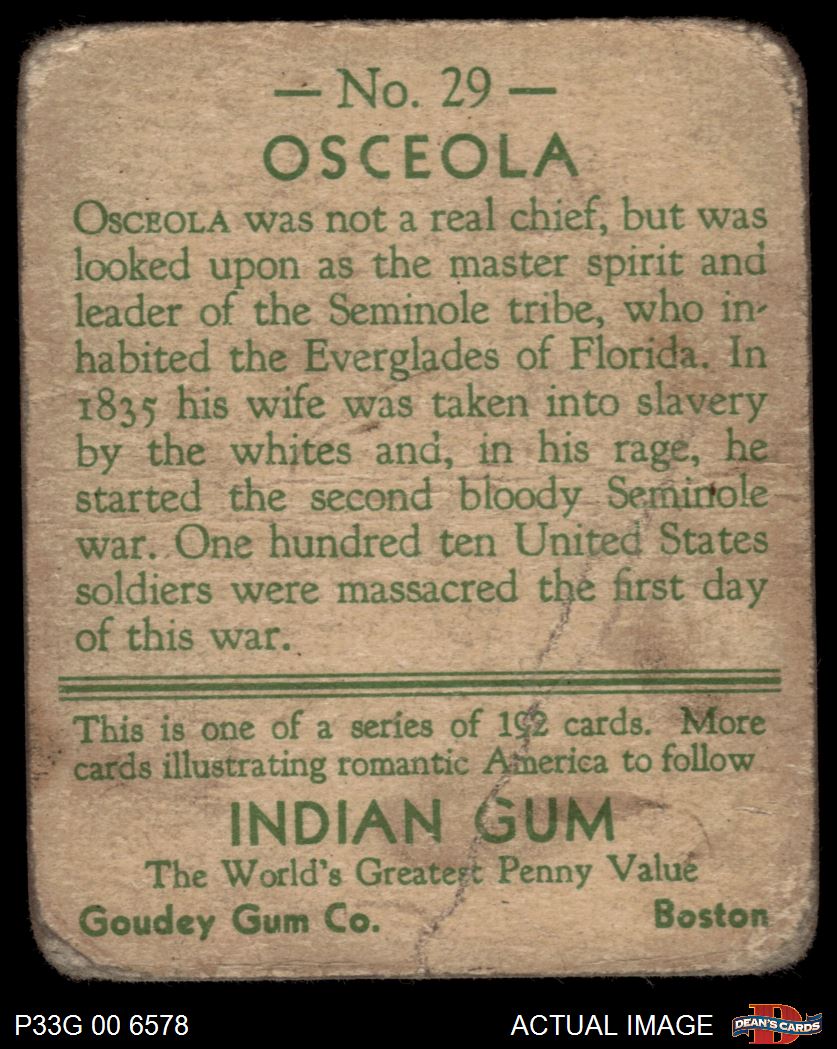 — No. 29 —
OSCEOLA
OSCEOLA was not a real chief, but was
looked upon as the master spirit and
leader of the Seminole tribe, who in-
habited the Everglades of Florida. In
1835 his wife was taken into slavery
by the whites and, in his rage, he
started the second bloody Seminole
war. One hundred ten United States
soldiers were massacred the first day
of this war.
This is one of a series of 192 cards. More
cards illustrating romantic America to follow
INDIAN GUM
The World's Greatest Penny Value
Goudey Gum Co. Boston
P33G 00 6578 ACTUAL IMAGE D DEAN'S CARDS